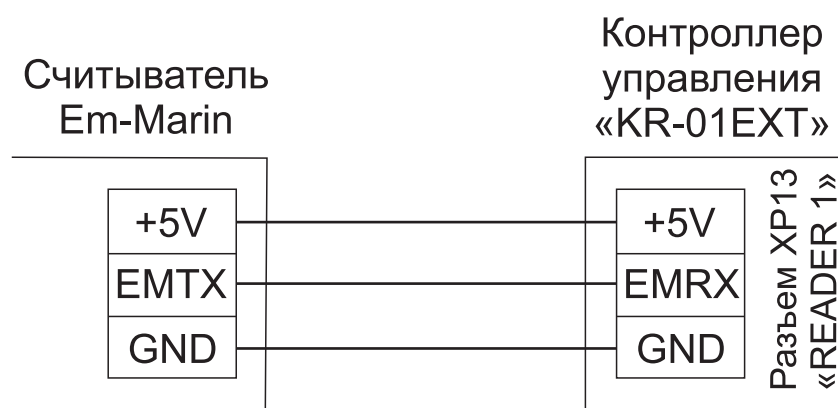 Считыватель
Em-Marin
Контроллер
управления
«KR-01EXT»
+5V
EMTX
GND
+5V
EMRX
GND
Разъем XP13
«READER 1»